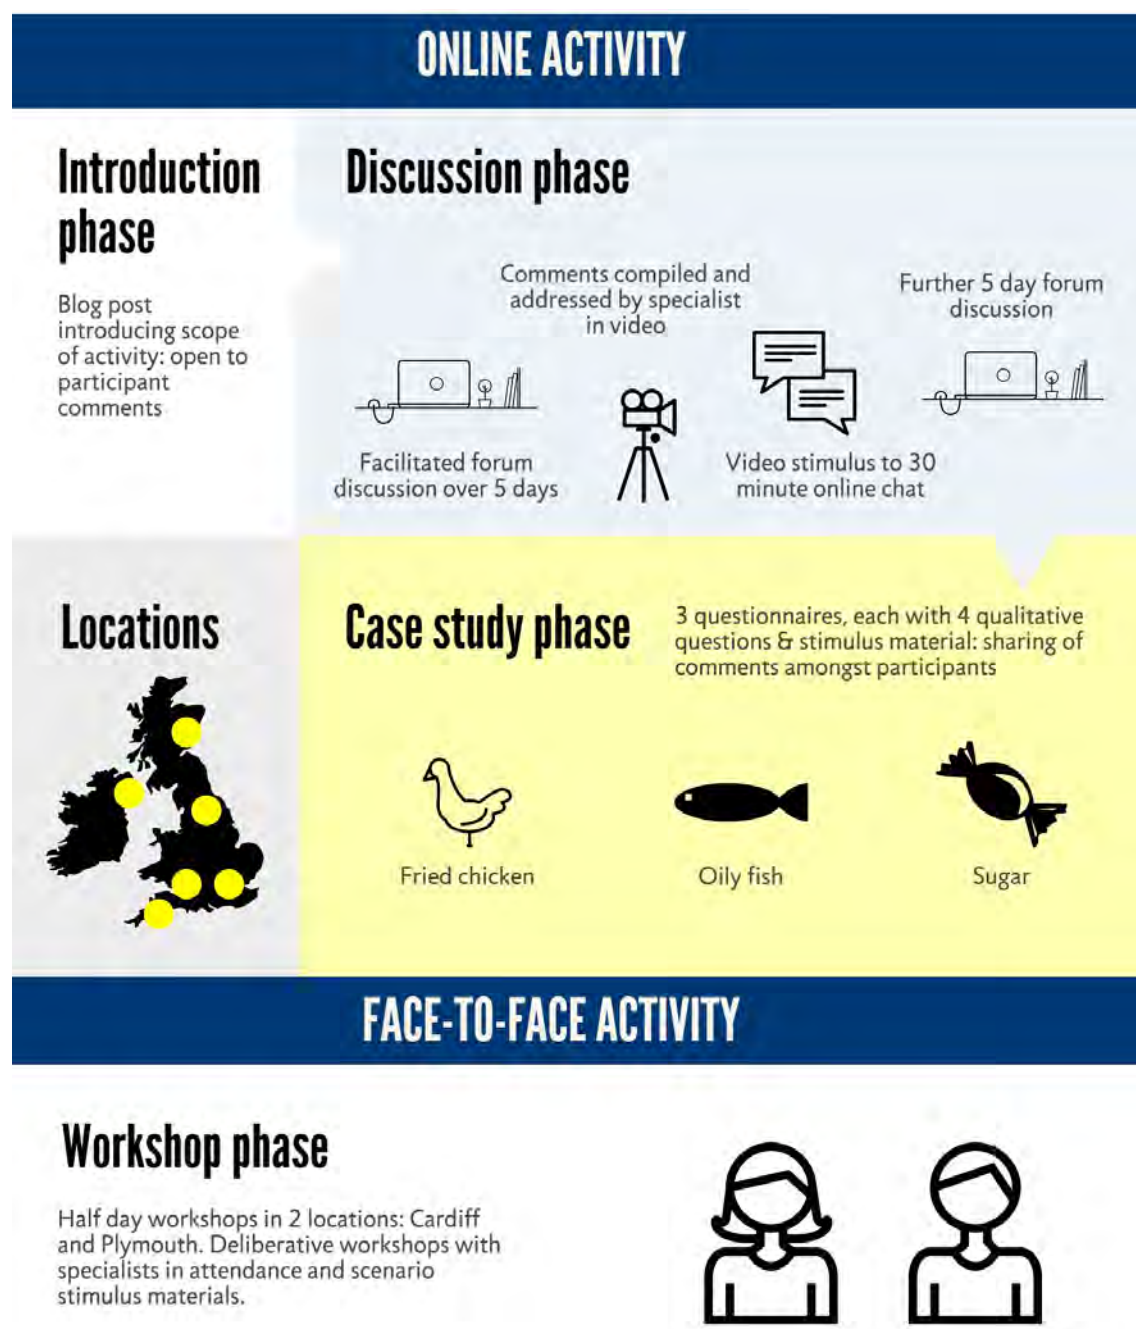 ONLINE ACTIVITY
Introduction
phase
Blog post
introducing scope
of activity: open to
participant
comments
Discussion phase
Facilitated forum
discussion over 5 days
Comments compiled and
addressed by specialist
in video
Video stimulus to 30
minute online chat
Further 5 day forum
discussion
Locations
Case study phase
3 questionnaires, each with 4 qualitative
questions & stimulus material: sharing of
comments amongst participants
Fried chicken
Oily fish
Sugar
FACE-TO-FACE ACTIVITY
Workshop phase
Half day workshops in 2 locations: Cardiff
and Plymouth. Deliberative workshops with
specialists in attendance and scenario
stimulus materials.